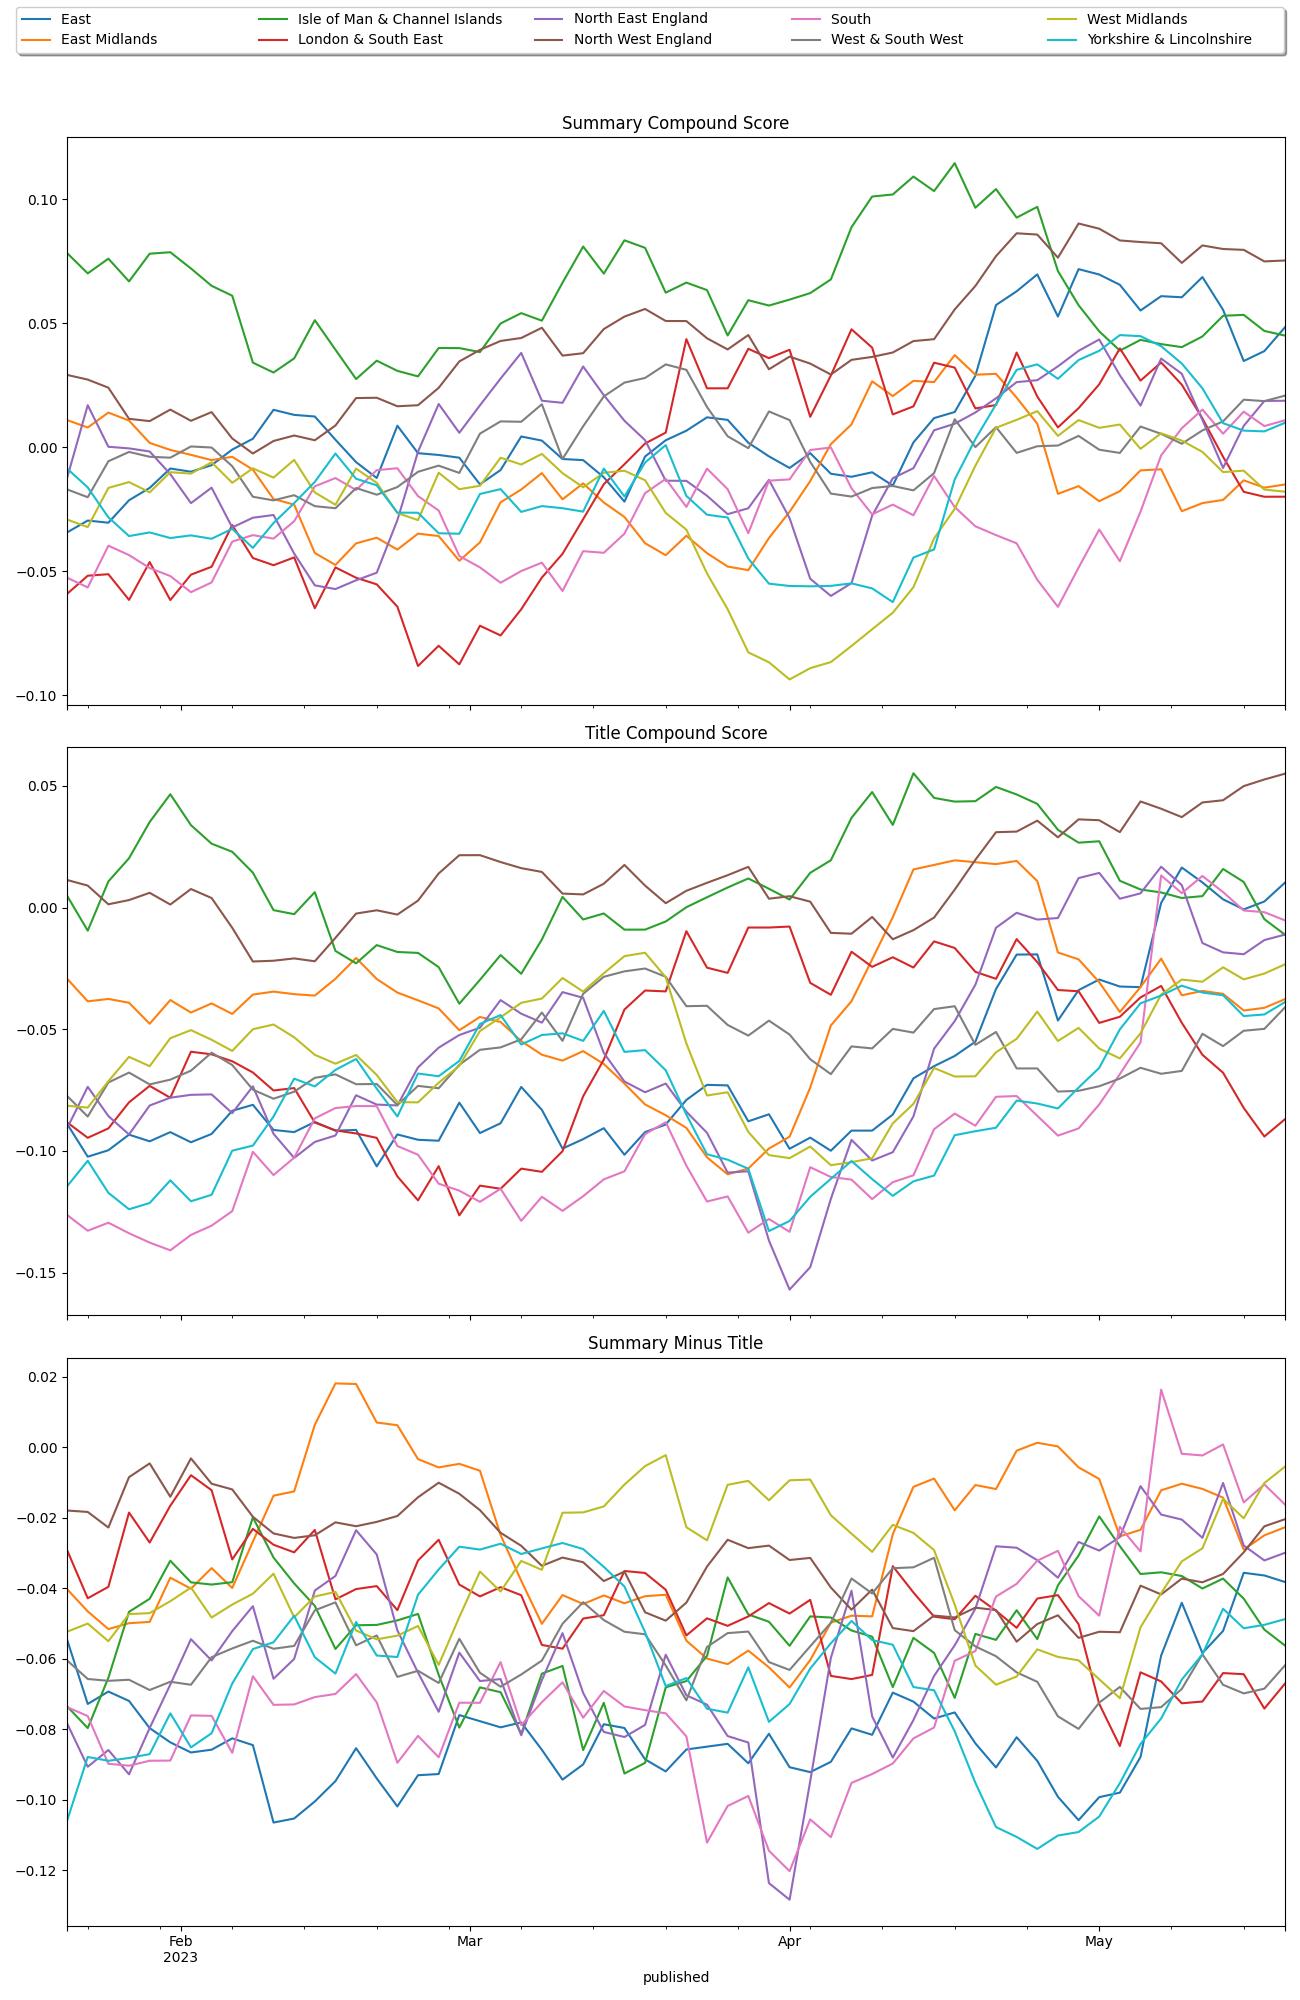 East Isle of Man & Channel Islands North East England South West Midlands
East Midlands London & South East North West England West & South West Yorkshire & Lincolnshire
Summary Compound Score
0.10
0.05
0.00
−0.05
−0.10
Title Compound Score
0.05
0.00
−0.05
−0.10
−0.15
Summary Minus Title
0.02
0.00
−0.02
−0.04
−0.06
−0.08
−0.10
−0.12
Feb Mar Apr May
2023
published